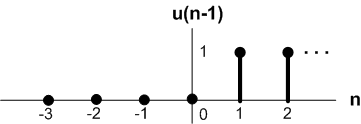 u(n-1)
1 . . .
n
-3 -2 -1 0 1 2